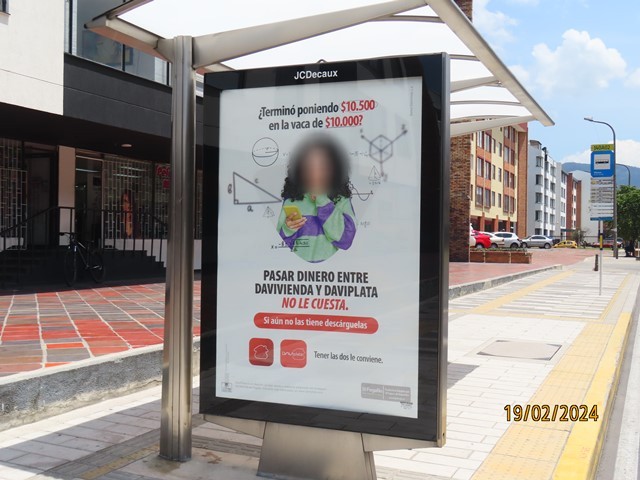 JCDecaux
¿Terminó poniendo $10.500
en la vaca de $10.000?
PASAR DINERO ENTRE
DAVIVIENDA Y DAVIPLATA
NO LE CUESTA.
Si aún no las tiene descárguelas
Tener las dos le conviene.
19/02/2024